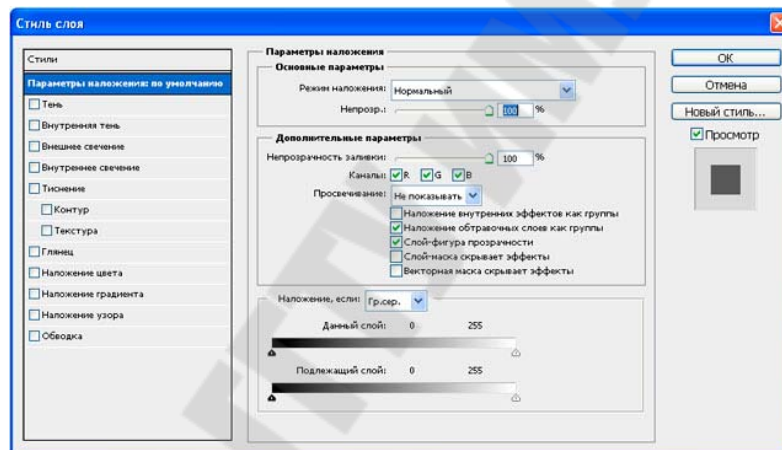 Стиль слоя
Стили
Параметры наложения: по умолчанию
Тень
Внутренняя тень
Внешнее свечение
Внутреннее свечение
Тиснение
Контур
Текстура
Глянец
Наложение цвета
Наложение градиента
Наложение узора
Обводка
Параметры наложения
Основные параметры
Режим наложения: Нормальный
Непрозр.: 100 %
Дополнительные параметры
Непрозрачность заливки: 100 %
Каналы: R G B
Просвечивание: Не показывать
Наложение внутренних эффектов как группы
Наложение обтравочных слоев как группы
Слой-фигура прозрачности
Слой-маска скрывает эффекты
Векторная маска скрывает эффекты
Наложение, если: Гр.сер.
Данный слой: 0 255
Подлежащий слой: 0 255
OK
Отмена
Новый стиль...
Просмотр